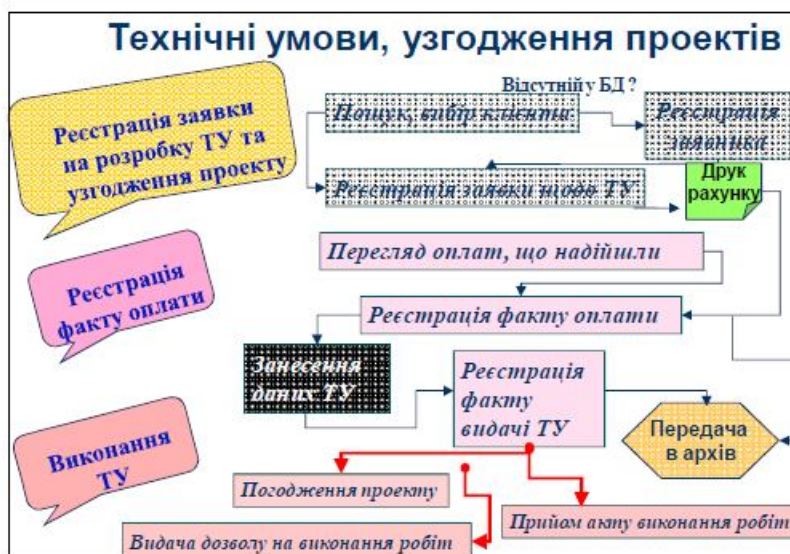 Технічні умови, узгодження проектів
Реєстрація заявки
на розробку ТУ та
узгодження проекту
Відсутній у БД ?
Пошук, вибір клієнта
Реєстрація
заявника
Реєстрація заявки щодо ТУ
Друк
рахунку
Реєстрація
факту оплати
Перегляд оплат, що надійшли
Реєстрація факту оплати
Занесення
даних ТУ
Реєстрація
факту
видачі ТУ
Передача
в архів
Виконання
ТУ
Погодження проекту
Прийом акту виконання робіт
Видача дозволу на виконання робіт